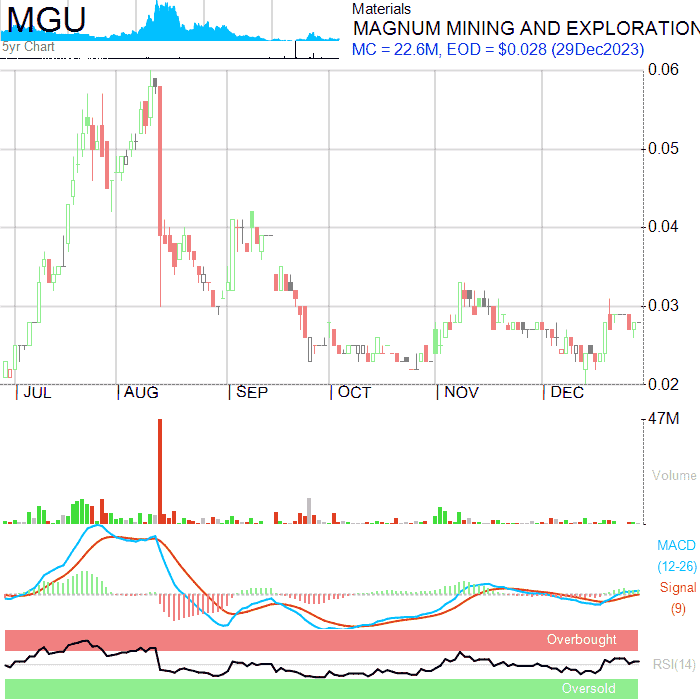 MGU
5yr Chart
Materials
MAGNUM MINING AND EXPLORATION
MC = 22.6M, EOD = $0.028 (29Dec2023)
0.06
0.05
0.04
0.03
0.02
JUL AUG SEP OCT NOV DEC
47M
Volume
MACD
(12-26)
Signal
(9)
Overbought
RSI(14)
Oversold